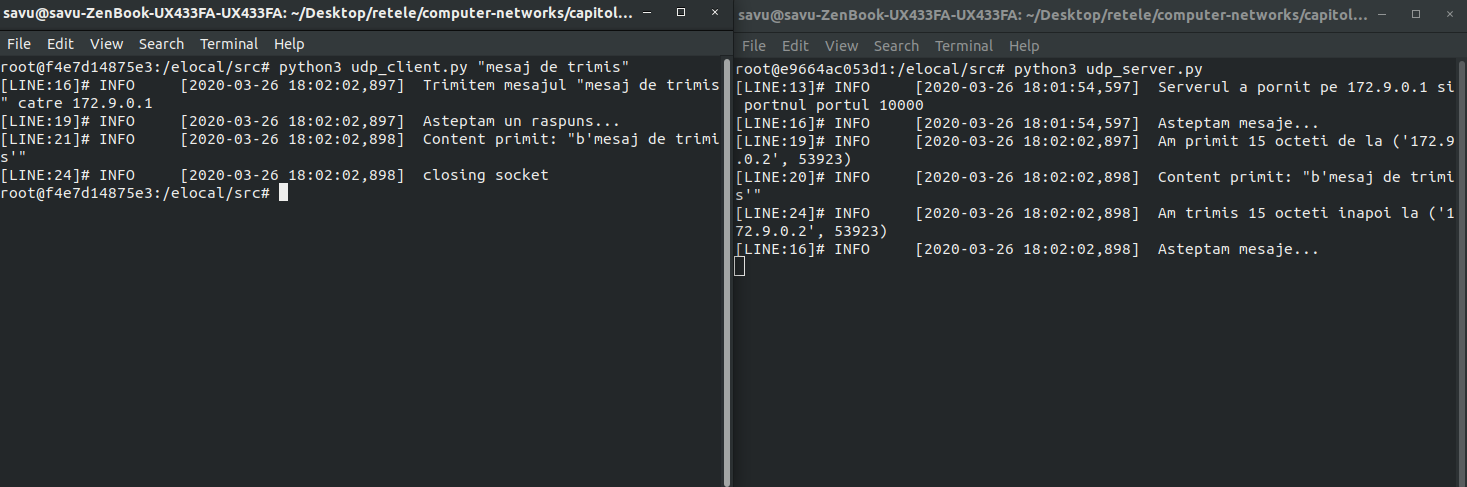 savu@savu-ZenBook-UX433FA-UX433FA: ~/Desktop/retele/computer-networks/capitol...
File Edit View Search Terminal Help
root@f4e7d14875e3:/elocal/src# python3 udp_client.py "mesaj de trimis"
[LINE:16]# INFO     [2020-03-26 18:02:02,897]  Trimitem mesajul "mesaj de trimis
" catre 172.9.0.1
[LINE:19]# INFO     [2020-03-26 18:02:02,897]  Asteptam un raspuns...
[LINE:21]# INFO     [2020-03-26 18:02:02,898]  Content primit: "b'mesaj de trimi
s'"
[LINE:24]# INFO     [2020-03-26 18:02:02,898]  closing socket
root@f4e7d14875e3:/elocal/src#
savu@savu-ZenBook-UX433FA-UX433FA: ~/Desktop/retele/computer-networks/capitol...
File Edit View Search Terminal Help
root@e9664ac053d1:/elocal/src# python3 udp_server.py
[LINE:13]# INFO     [2020-03-26 18:01:54,597]  Serverul a pornit pe 172.9.0.1 si
 portnul portul 10000
[LINE:16]# INFO     [2020-03-26 18:01:54,597]  Asteptam mesaje...
[LINE:19]# INFO     [2020-03-26 18:02:02,897]  Am primit 15 octeti de la ('172.9
.0.2', 53923)
[LINE:20]# INFO     [2020-03-26 18:02:02,898]  Content primit: "b'mesaj de trimi
s'"
[LINE:24]# INFO     [2020-03-26 18:02:02,898]  Am trimis 15 octeti inapoi la ('1
72.9.0.2', 53923)
[LINE:16]# INFO     [2020-03-26 18:02:02,898]  Asteptam mesaje...